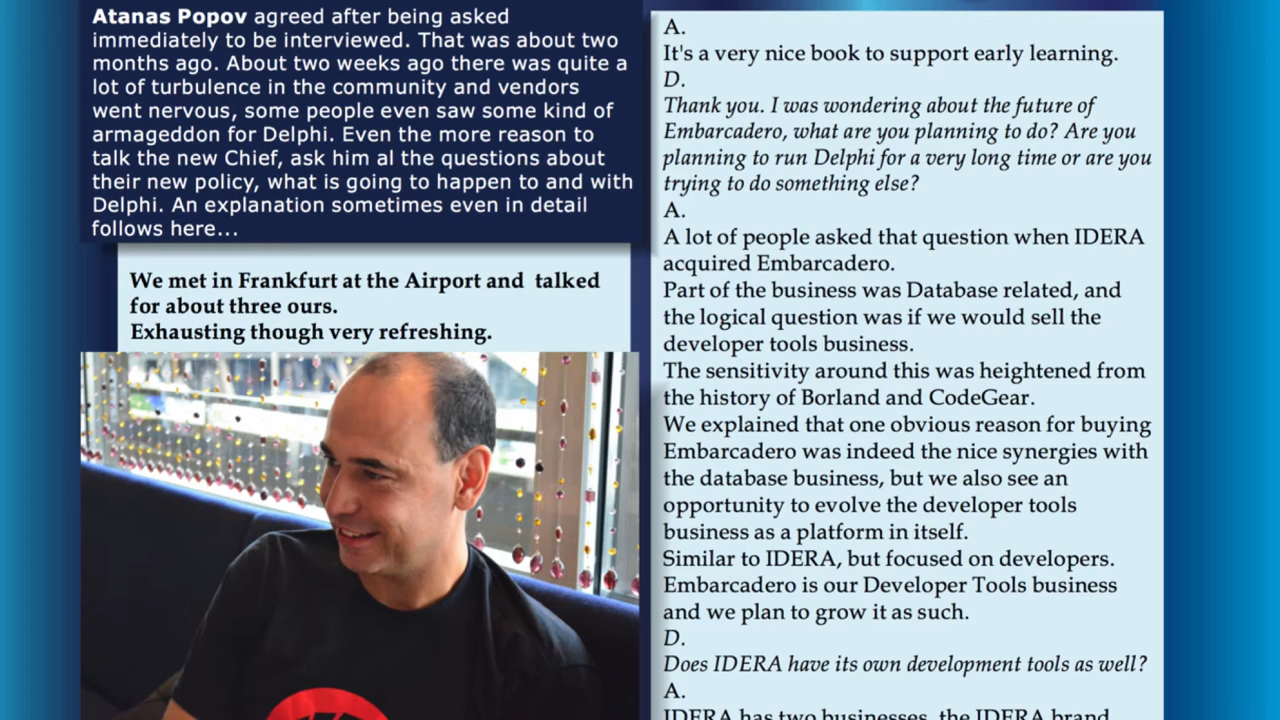 Atanas Popov agreed after being asked
immediately to be interviewed. That was about two
months ago. About two weeks ago there was quite a
lot of turbulence in the community and vendors
went nervous, some people even saw some kind of
armageddon for Delphi. Even the more reason to
talk the new Chief, ask him al the questions about
their new policy, what is going to happen to and with
Delphi. An explanation sometimes even in detail
follows here...
We met in Frankfurt at the Airport and  talked
for about three ours.
Exhausting though very refreshing.
A.
It's a very nice book to support early learning.
D.
Thank you. I was wondering about the future of
Embarcadero, what are you planning to do? Are you
planning to run Delphi for a very long time or are you
trying to do something else?
A.
A lot of people asked that question when IDERA
acquired Embarcadero.
Part of the business was Database related, and
the logical question was if we would sell the
developer tools business.
The sensitivity around this was heightened from
the history of Borland and CodeGear.
We explained that one obvious reason for buying
Embarcadero was indeed the nice synergies with
the database business, but we also see an
opportunity to evolve the developer tools
business as a platform in itself.
Similar to IDERA, but focused on developers.
Embarcadero is our Developer Tools business
and we plan to grow it as such.
D.
Does IDERA have its own development tools as well?
A.
IDERA has two businesses, the IDERA brand